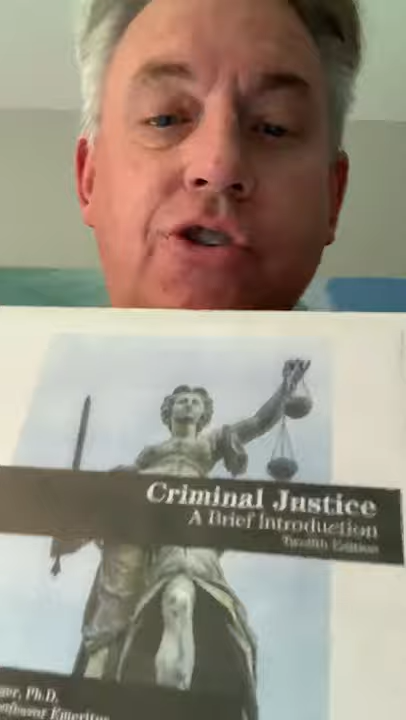 Criminal Justice
A Brief Introduction
Twelfth Edition
Ph.D.
Emeritus